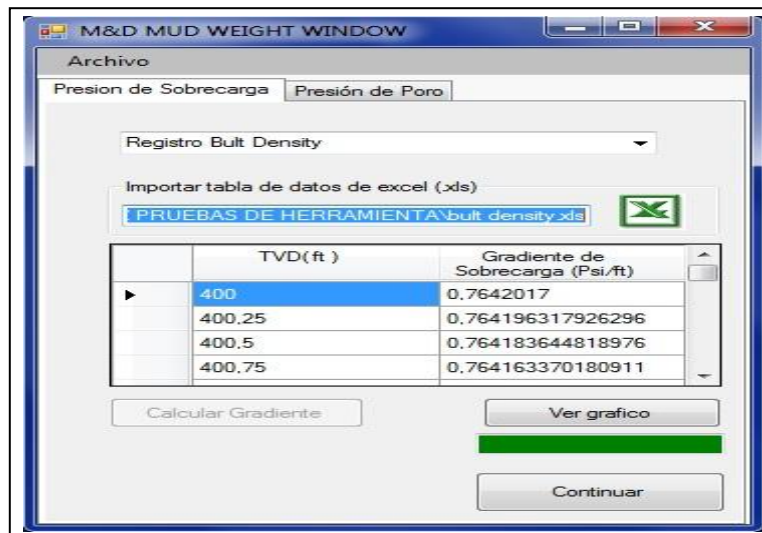 M&D MUD WEIGHT WINDOW
Archivo
Presion de Sobrecarga Presión de Poro
Registro Bult Density
Importar tabla de datos de excel (.xls)
PRUEBAS DE HERRAMIENTA\bult density.xls
TVD(ft ) Gradiente de
Sobrecarga (Psi/ft)
400 0,7642017
400,25 0,764196317926296
400,5 0,764183644818976
400,75 0,764163370180911
Calcular Gradiente Ver grafico
Continuar